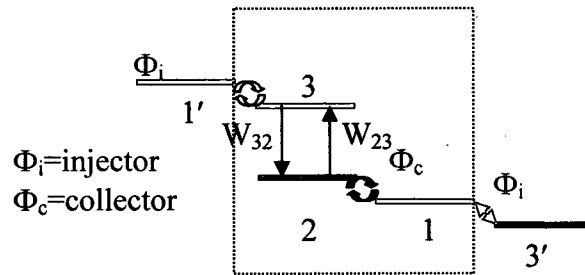 Φi
3
1′
W32
W23
Φc
Φi=injector
Φc=collector
Φi
2
1
3′